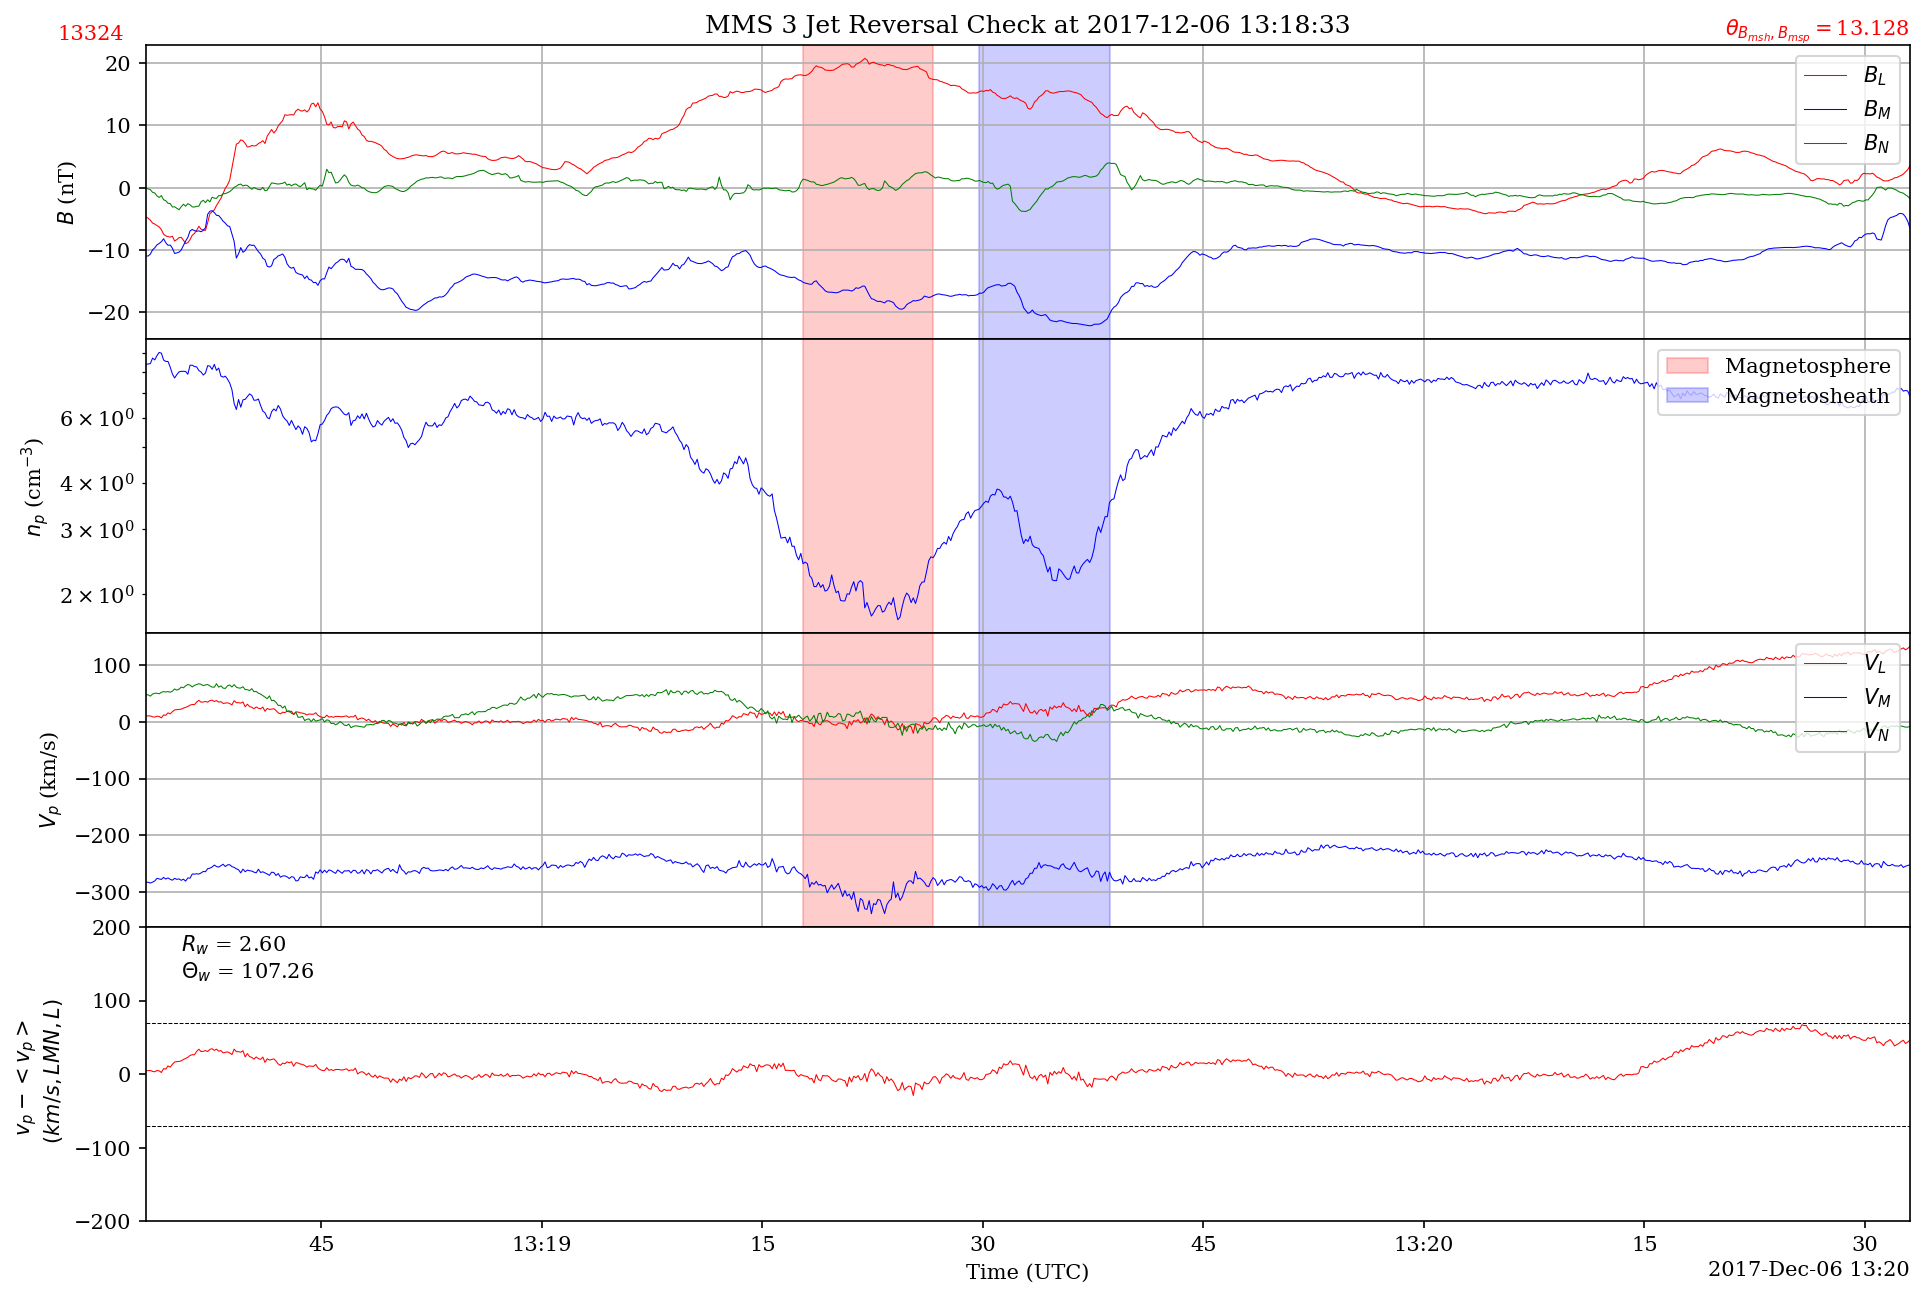 MMS 3 Jet Reversal Check at 2017-12-06 13:18:33
13324
θ_{B_{msh}, B_{msp}} = 13.128
20
10
0
−10
−20
B (nT)
B_L
B_M
B_N
6 × 10^0
4 × 10^0
3 × 10^0
2 × 10^0
n_p (cm^{−3})
Magnetosphere
Magnetosheath
100
0
−100
−200
−300
V_p (km/s)
V_L
V_M
V_N
200
100
0
−100
−200
v_p − < v_p >
(km/s, LMN, L)
R_w = 2.60
Θ_w = 107.26
45 13:19 15 30 45 13:20 15 30
Time (UTC)
2017-Dec-06 13:20